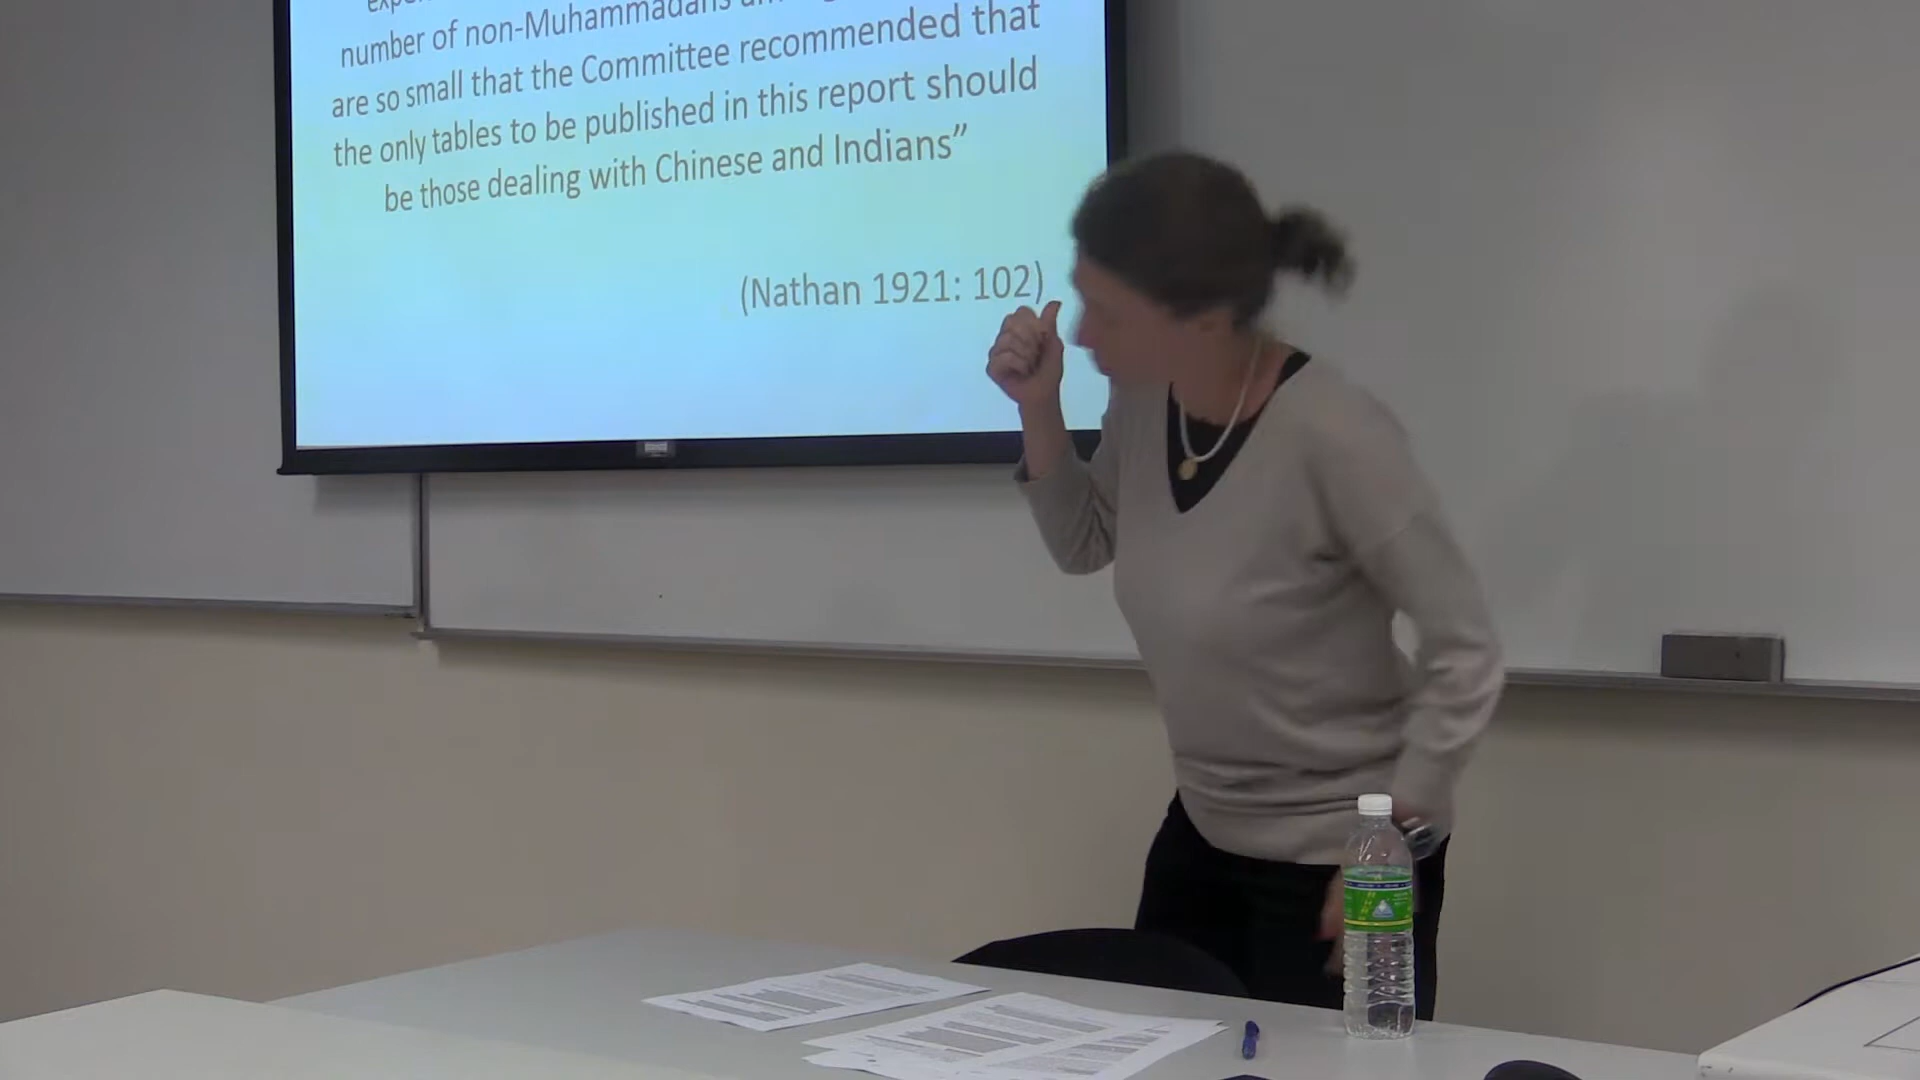 number of non-Muhammadans
are so small that the Committee recommended that
the only tables to be published in this report should
be those dealing with Chinese and Indians”
(Nathan 1921: 102)